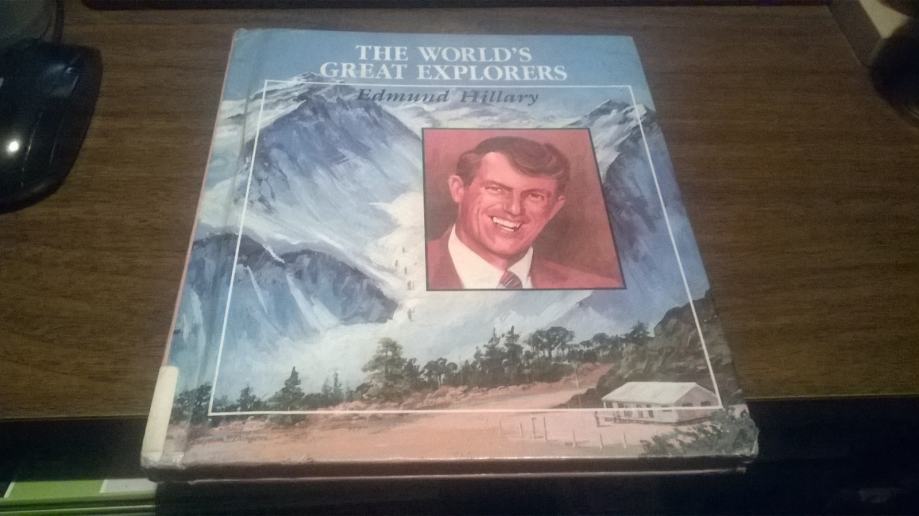 THE WORLD'S
GREAT EXPLORERS
Edmund Hillary